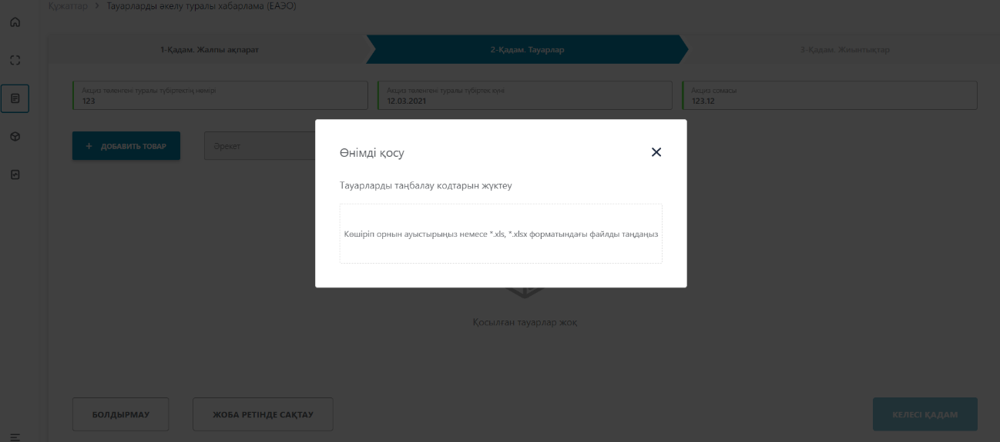 Құжаттар > Тауарларды әкелу туралы хабарлама (ЕАЭО)
1-Қадам. Жалпы ақпарат
2-Қадам. Тауарлар
3-Қадам. Жиынтықтар
Акциз төленгені туралы түбіртектің нөмірі
123
Акциз төленгені туралы түбіртек күні
12.03.2021
Акциз сомасы
123.12
+ ДОБАВИТЬ ТОВАР
Әрекет
Өнімді қосу
Тауарларды таңбалау кодтарын жүктеу
Көшіріп орнын ауыстырыңыз немесе *.xls, *.xlsx форматындағы файлды таңдаңыз
Қосылған тауарлар жоқ
БОЛДЫРМАУ
ЖОБА РЕТІНДЕ САҚТАУ
КЕЛЕСІ ҚАДАМ